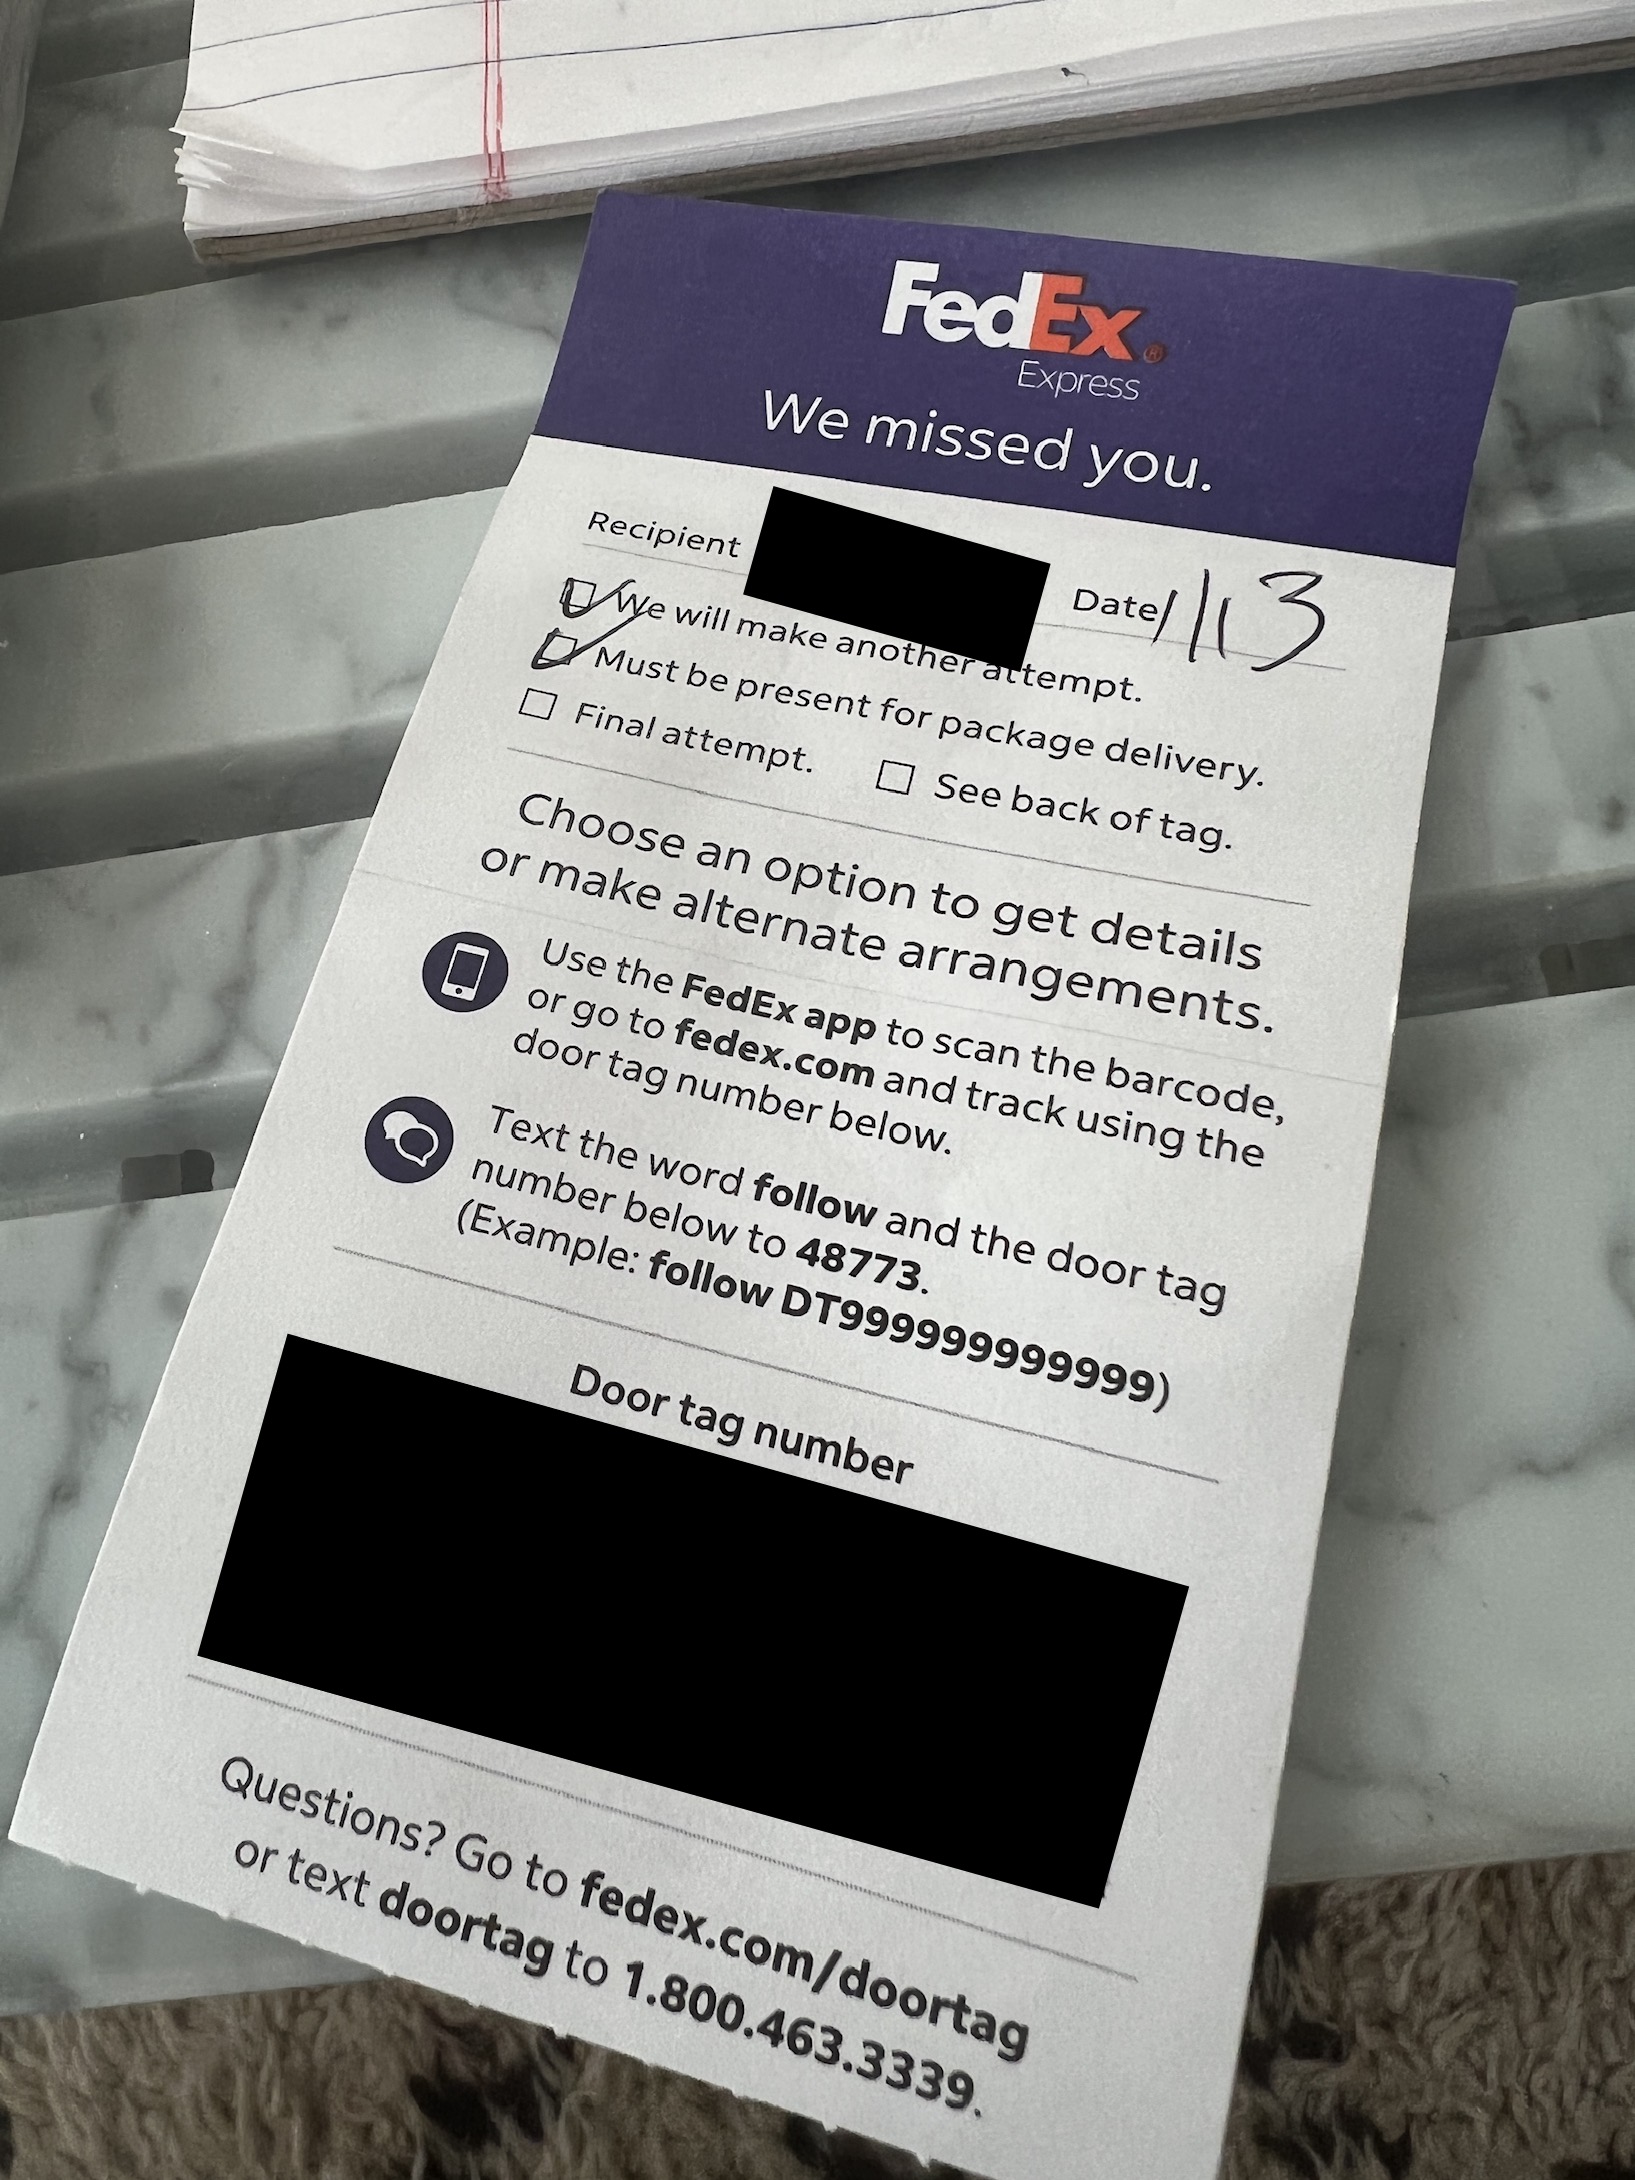 FedEx®
Express
We missed you.
Recipient Date 1/13
We will make another attempt.
Must be present for package delivery.
Final attempt. See back of tag.
Choose an option to get details
or make alternate arrangements.
Use the FedEx app to scan the barcode,
or go to fedex.com and track using the
door tag number below.
Text the word follow and the door tag
number below to 48773.
(Example: follow DT999999999999)
Door tag number
Questions? Go to fedex.com/doortag
or text doortag to 1.800.463.3339.